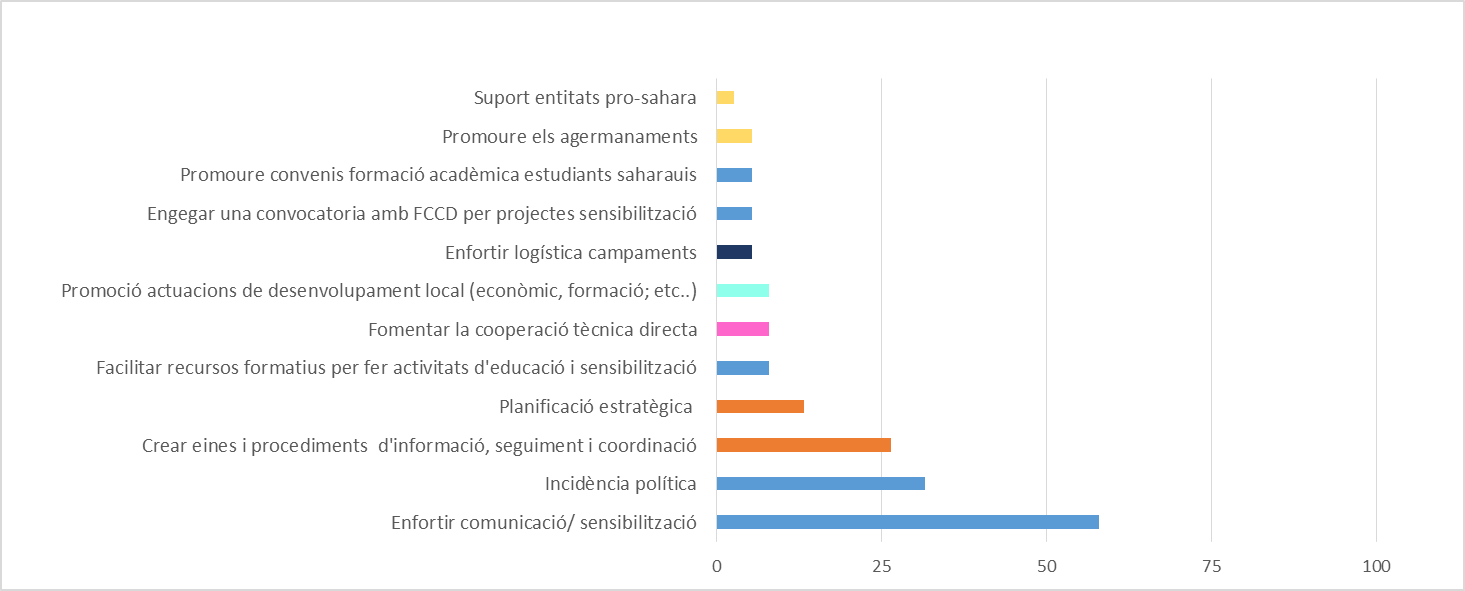 Suport entitats pro-sahara
Promoure els agermanaments
Promoure convenis formació acadèmica estudiants saharauis
Engegar una convocatoria amb FCCD per projectes sensibilització
Enfortir logística campaments
Promoció actuacions de desenvolupament local (econòmic, formació; etc..)
Fomentar la cooperació tècnica directa
Facilitar recursos formatius per fer activitats d'educació i sensibilització
Planificació estratègica
Crear eines i procediments  d'informació, seguiment i coordinació
Incidència política
Enfortir comunicació/ sensibilització
0 25 50 75 100